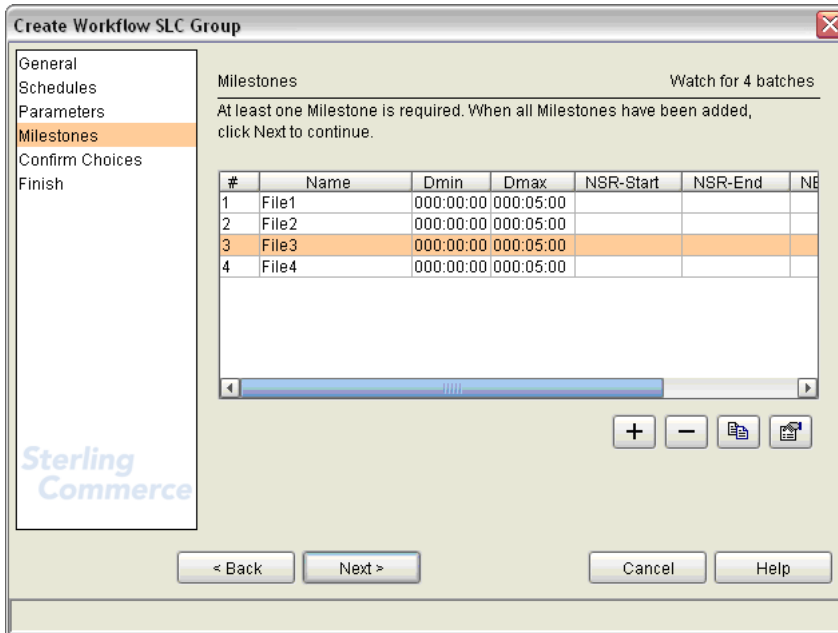 Create Workflow SLC Group
General
Schedules
Parameters
Milestones
Confirm Choices
Finish
Sterling
Commerce
Milestones Watch for 4 batches
At least one Milestone is required. When all Milestones have been added,
click Next to continue.
# Name Dmin Dmax NSR-Start NSR-End NE
1 File1 000:00:00 000:05:00
2 File2 000:00:00 000:05:00
3 File3 000:00:00 000:05:00
4 File4 000:00:00 000:05:00
< Back Next > Cancel Help